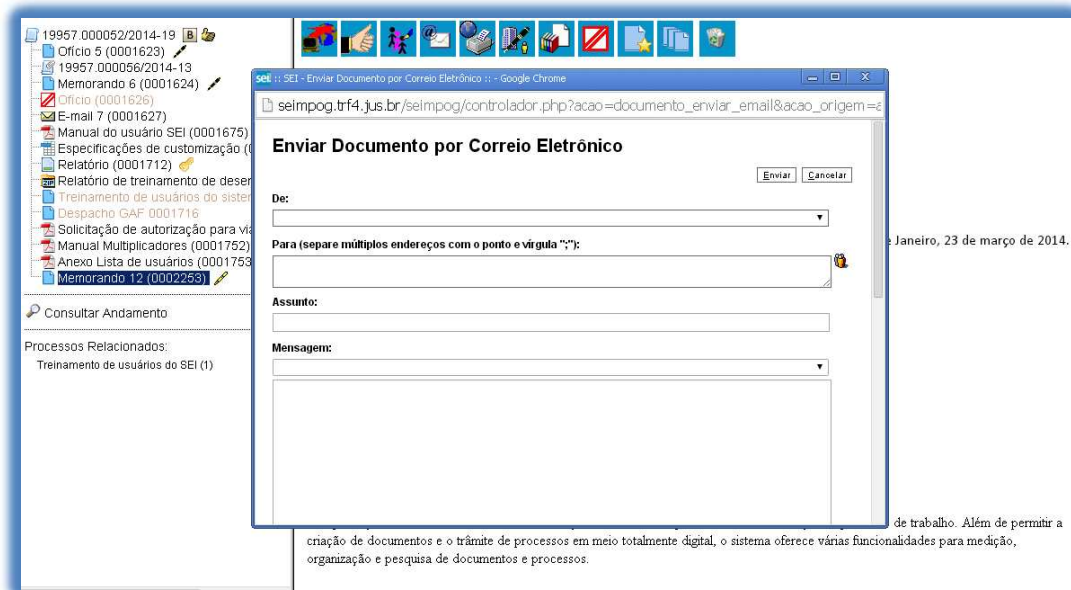 19957.000052/2014-19 B
Ofício 5 (0001623)
19957.000056/2014-13
Memorando 6 (0001624)
Ofício (0001626)
E-mail 7 (0001627)
Manual do usuário SEI (0001675)
Especificações de customização (
Relatório (0001712)
Relatório de treinamento de deser
Treinamento de usuários do sister
Despacho GAF 0001716
Solicitação de autorização para via
Manual Multiplicadores (0001752)
Anexo Lista de usuários (0001753
Memorando 12 (0002253)
Consultar Andamento
Processos Relacionados:
Treinamento de usuários do SEI (1)
sei :: SEI - Enviar Documento por Correio Eletrônico :: - Google Chrome
seimpog.trf4.jus.br/seimpog/controlador.php?acao=documento_enviar_email&acao_origem=a
Enviar Documento por Correio Eletrônico
Enviar Cancelar
De:
Para (separe múltiplos endereços com o ponto e vírgula ";"):
Assunto:
Mensagem:
Janeiro, 23 de março de 2014.
de trabalho. Além de permitir a
criação de documentos e o trâmite de processos em meio totalmente digital, o sistema oferece várias funcionalidades para medição,
organização e pesquisa de documentos e processos.